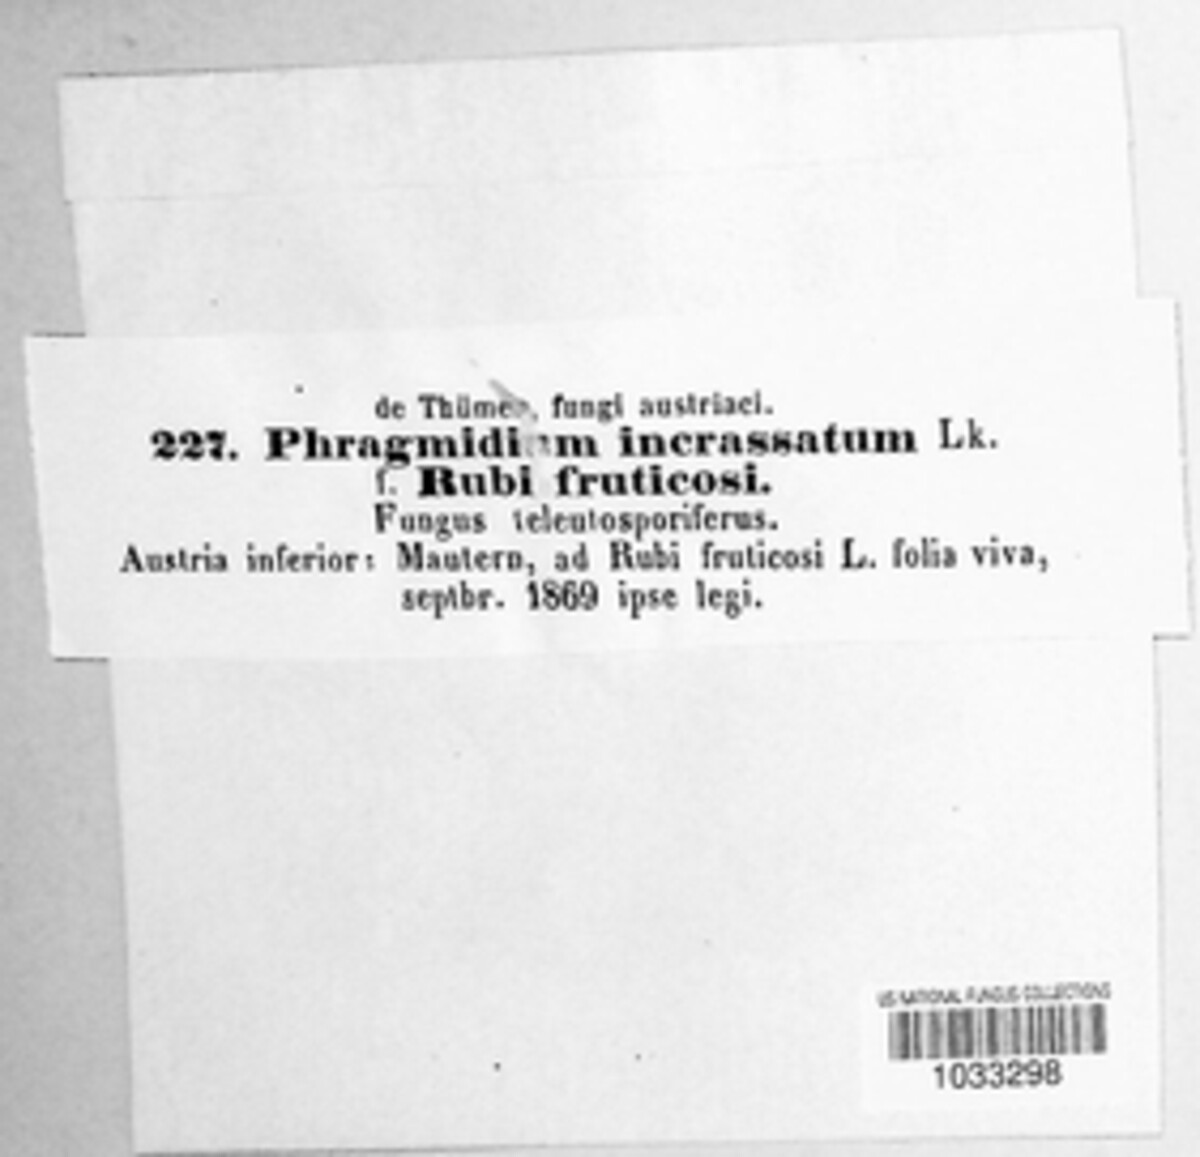 de Thümen, fungi austriaci.
227. Phragmidium incrassatum Lk.
f. Rubi fruticosi.
Fungus teleutosporiferus.
Austria inferior: Mautern, ad Rubi fruticosi L. folia viva,
septbr. 1869 ipse legi.
US NATIONAL FUNGUS COLLECTIONS
1033298